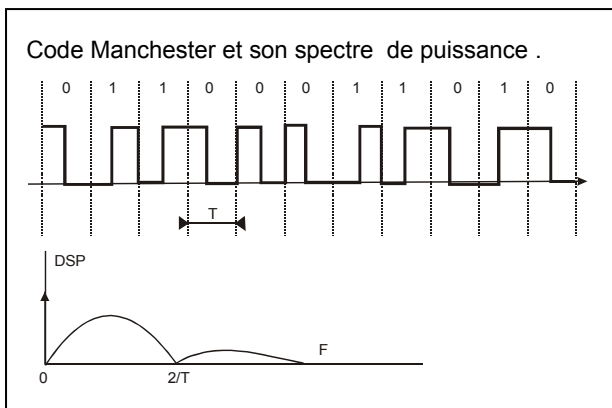 Code Manchester et son spectre de puissance .
0 1 1 0 0 0 1 1 0 1 0
T
DSP
F
0 2/T